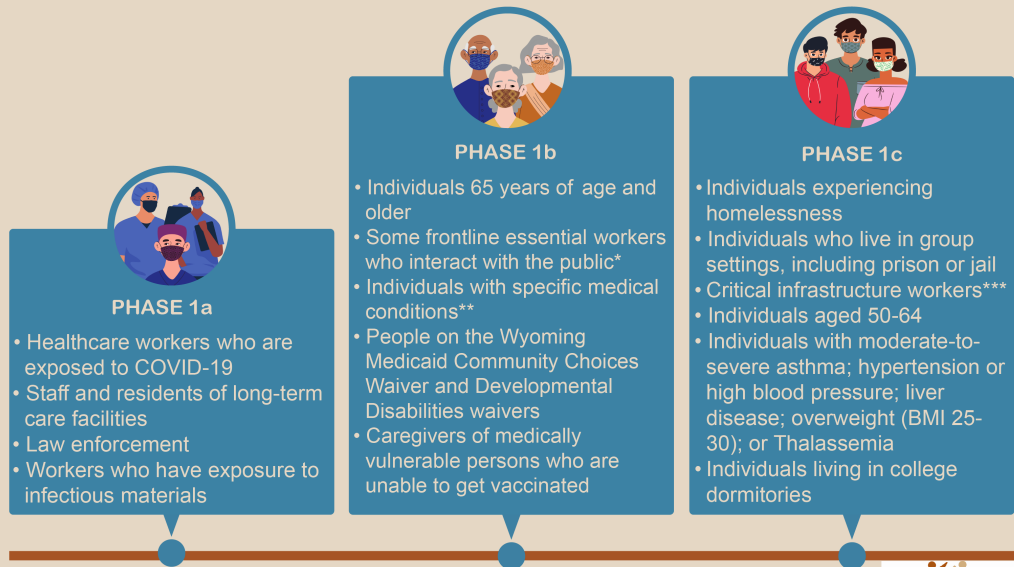 PHASE 1a
• Healthcare workers who are
exposed to COVID-19
• Staff and residents of long-term
care facilities
• Law enforcement
• Workers who have exposure to
infectious materials
PHASE 1b
• Individuals 65 years of age and
older
• Some frontline essential workers
who interact with the public*
• Individuals with specific medical
conditions**
• People on the Wyoming
Medicaid Community Choices
Waiver and Developmental
Disabilities waivers
• Caregivers of medically
vulnerable persons who are
unable to get vaccinated
PHASE 1c
• Individuals experiencing
homelessness
• Individuals who live in group
settings, including prison or jail
• Critical infrastructure workers***
• Individuals aged 50-64
• Individuals with moderate-to-
severe asthma; hypertension or
high blood pressure; liver
disease; overweight (BMI 25-
30); or Thalassemia
• Individuals living in college
dormitories